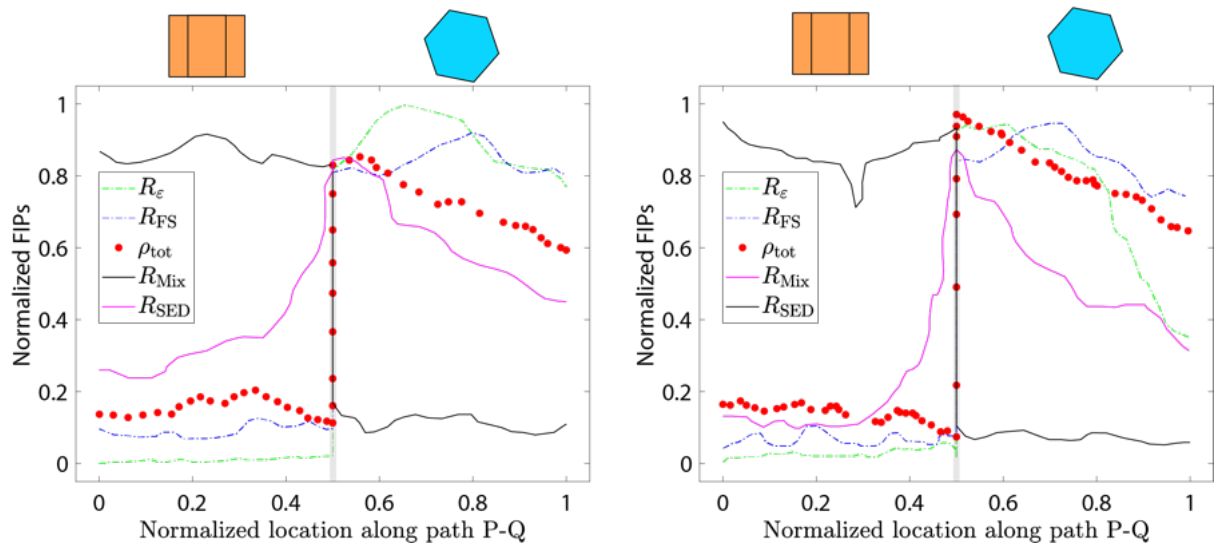 1
0.8
0.6
0.4
0.2
0
Normalized FIPs
R_ε
R_FS
ρ_tot
R_Mix
R_SED
0 0.2 0.4 0.6 0.8 1
Normalized location along path P-Q
1
0.8
0.6
0.4
0.2
0
Normalized FIPs
R_ε
R_FS
ρ_tot
R_Mix
R_SED
0 0.2 0.4 0.6 0.8 1
Normalized location along path P-Q